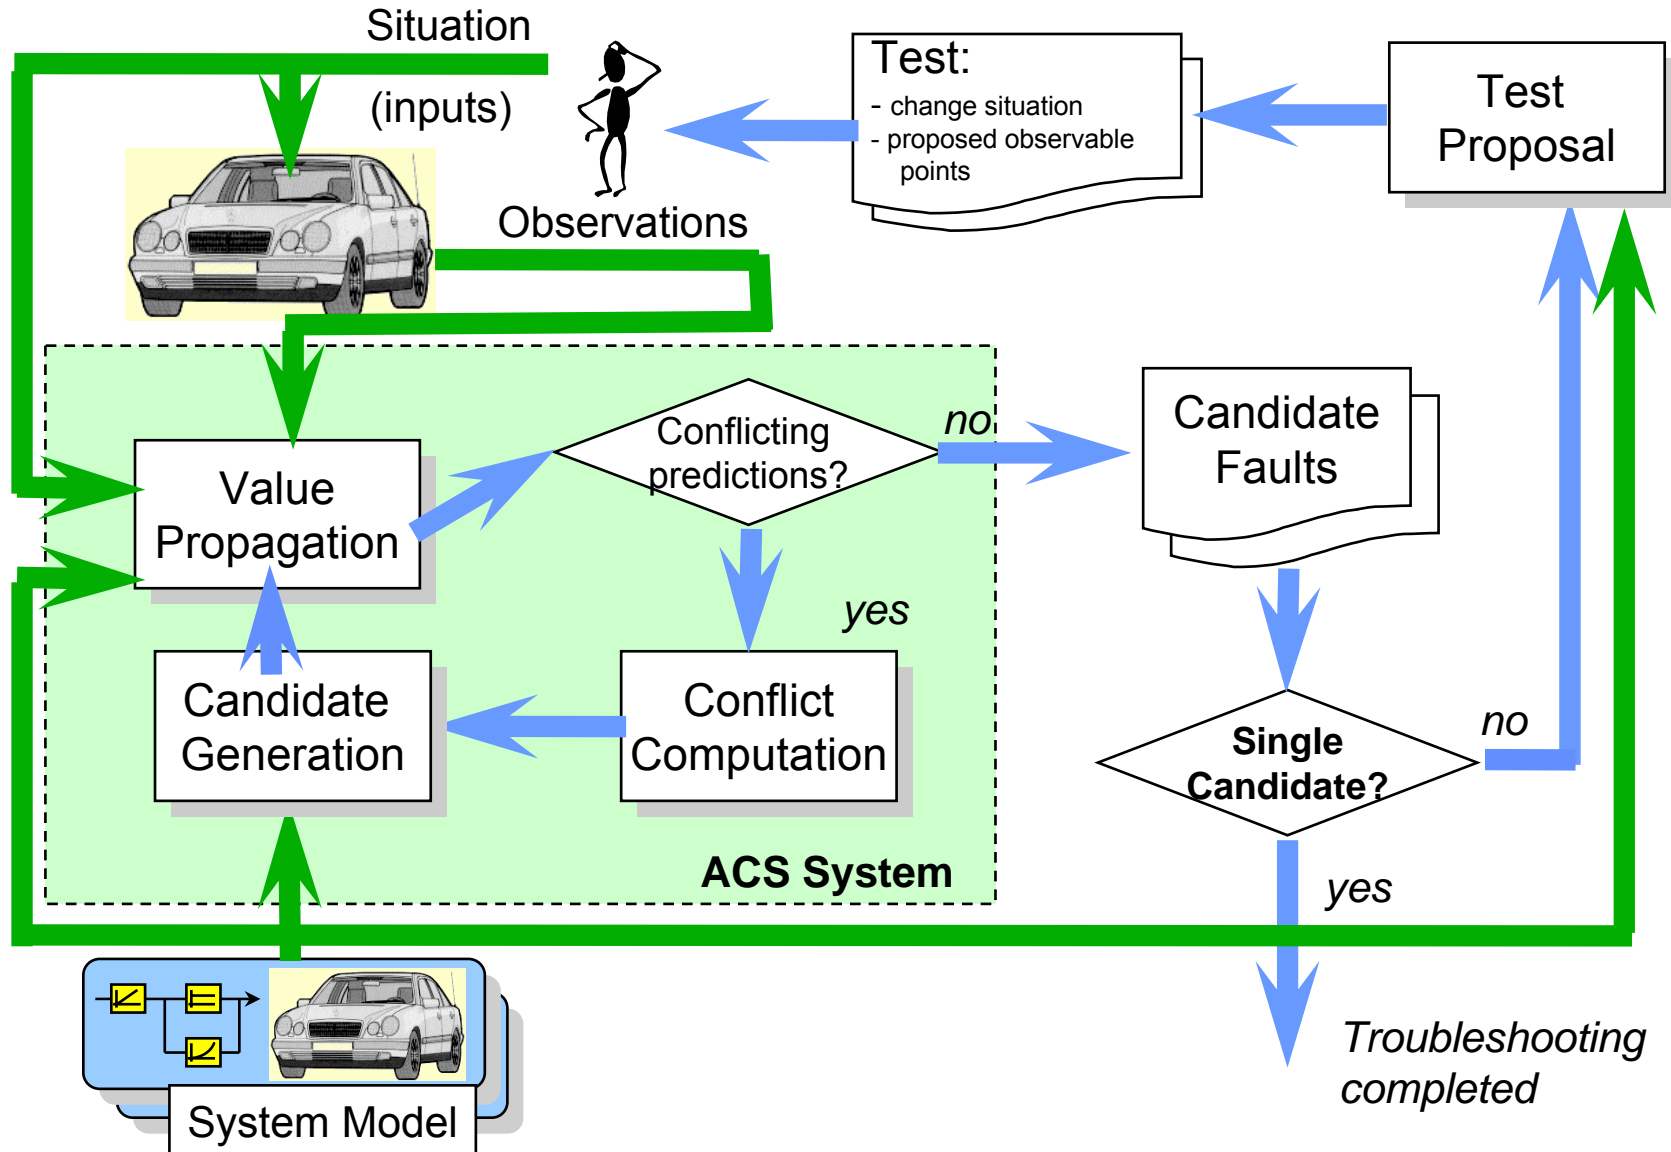 Situation
(inputs)
Test:
- change situation
- proposed observable
points
Test
Proposal
Observations
Conflicting
predictions?
no
Candidate
Faults
Value
Propagation
yes
Candidate
Generation
Conflict
Computation
Single
Candidate?
no
ACS System
yes
Troubleshooting
completed
System Model